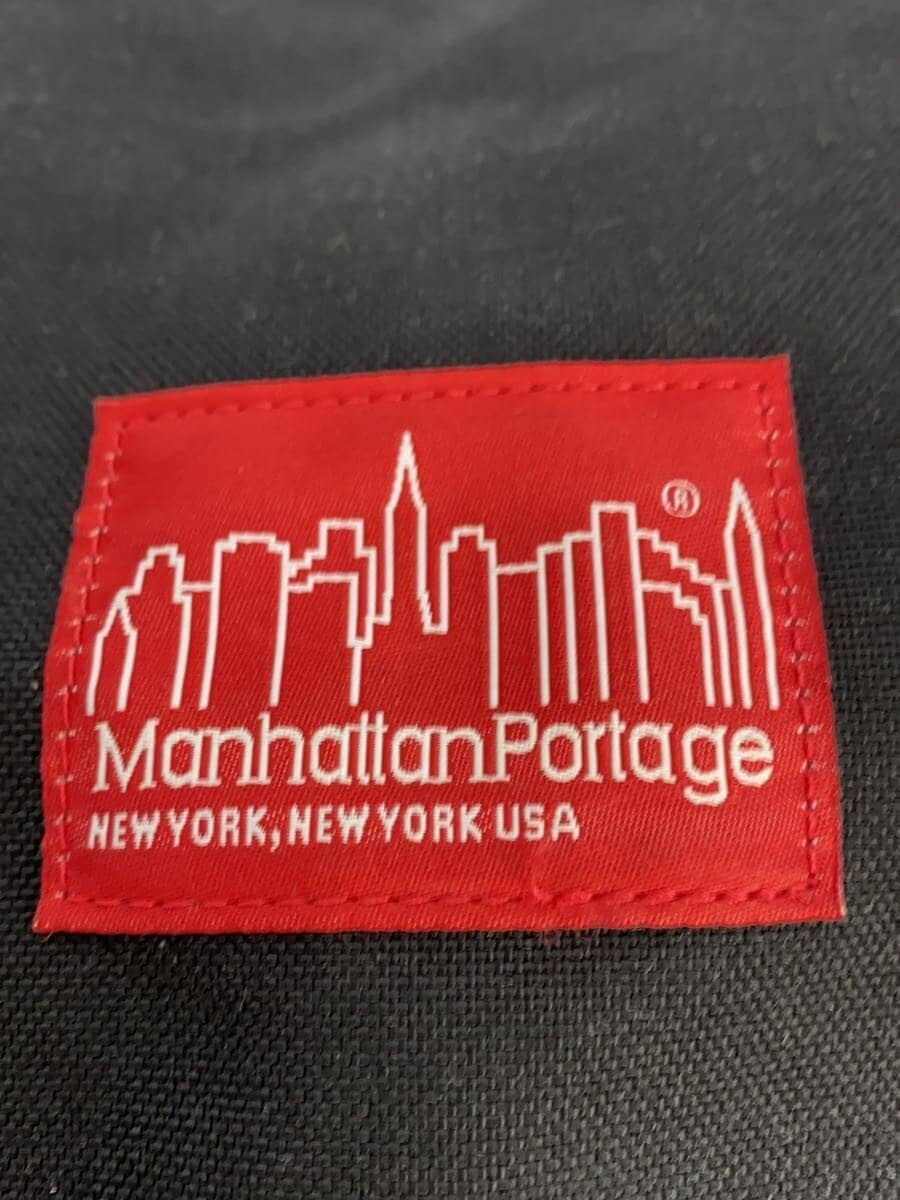 ®
ManhattanPortage
NEW YORK, NEW YORK USA